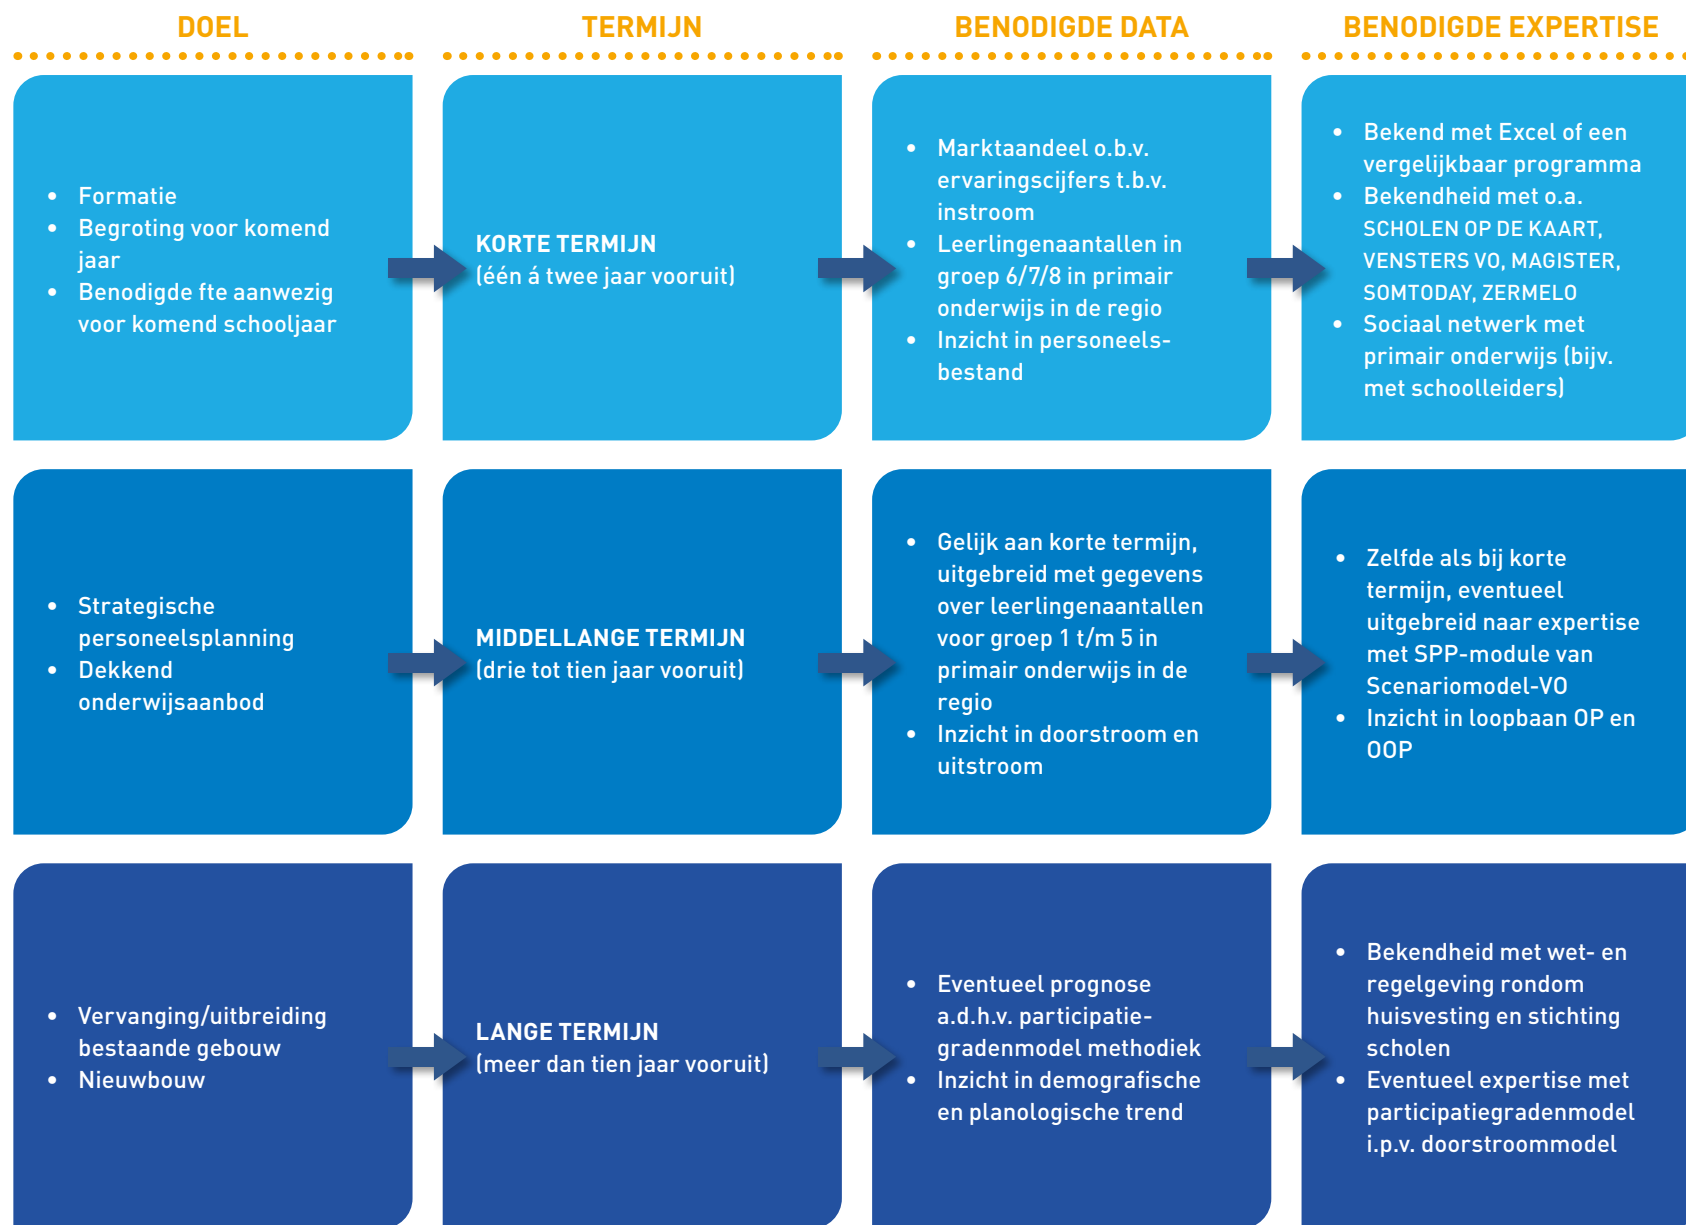 DOEL
TERMIJN
BENODIGDE DATA
BENODIGDE EXPERTISE
• Formatie
• Begroting voor komend
jaar
• Benodigde fte aanwezig
voor komend schooljaar
KORTE TERMIJN
(één á twee jaar vooruit)
• Marktaandeel o.b.v.
ervaringscijfers t.b.v.
instroom
• Leerlingenaantallen in
groep 6/7/8 in primair
onderwijs in de regio
• Inzicht in personeels-
bestand
• Bekend met Excel of een
vergelijkbaar programma
• Bekendheid met o.a.
SCHOLEN OP DE KAART,
VENSTERS VO, MAGISTER,
SOMTODAY, ZERMELO
• Sociaal netwerk met
primair onderwijs (bijv.
met schoolleiders)
• Strategische
personeelsplanning
• Dekkend
onderwijsaanbod
MIDDELLANGE TERMIJN
(drie tot tien jaar vooruit)
• Gelijk aan korte termijn,
uitgebreid met gegevens
over leerlingenaantallen
voor groep 1 t/m 5 in
primair onderwijs in de
regio
• Inzicht in doorstroom en
uitstroom
• Zelfde als bij korte
termijn, eventueel
uitgebreid naar expertise
met SPP-module van
Scenariomodel-VO
• Inzicht in loopbaan OP en
OOP
• Vervanging/uitbreiding
bestaande gebouw
• Nieuwbouw
LANGE TERMIJN
(meer dan tien jaar vooruit)
• Eventueel prognose
a.d.h.v. participatie-
gradenmodel methodiek
• Inzicht in demografische
en planologische trend
• Bekendheid met wet- en
regelgeving rondom
huisvesting en stichting
scholen
• Eventueel expertise met
participatiegradenmodel
i.p.v. doorstroommodel